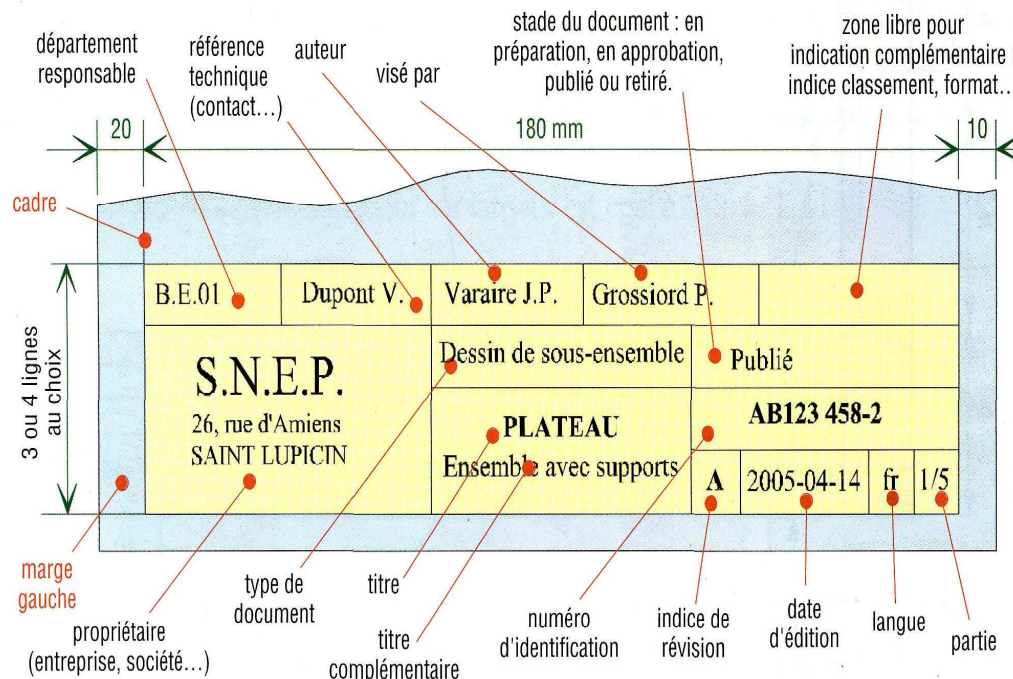 département
responsable
référence
technique
(contact...)
auteur
visé par
stade du document : en
préparation, en approbation,
publié ou retiré.
zone libre pour
indication complémentaire
indice classement, format...
20
180 mm
10
cadre
3 ou 4 lignes
au choix
B.E.01
Dupont V.
Varaire J.P.
Grossiord P.
S.N.E.P.
26, rue d'Amiens
SAINT LUPICIN
Dessin de sous-ensemble
PLATEAU
Ensemble avec supports
Publié
AB123 458-2
A
2005-04-14
fr
1/5
marge
gauche
propriétaire
(entreprise, société...)
type de
document
titre
titre
complémentaire
numéro
d'identification
indice de
révision
date
d'édition
langue
partie